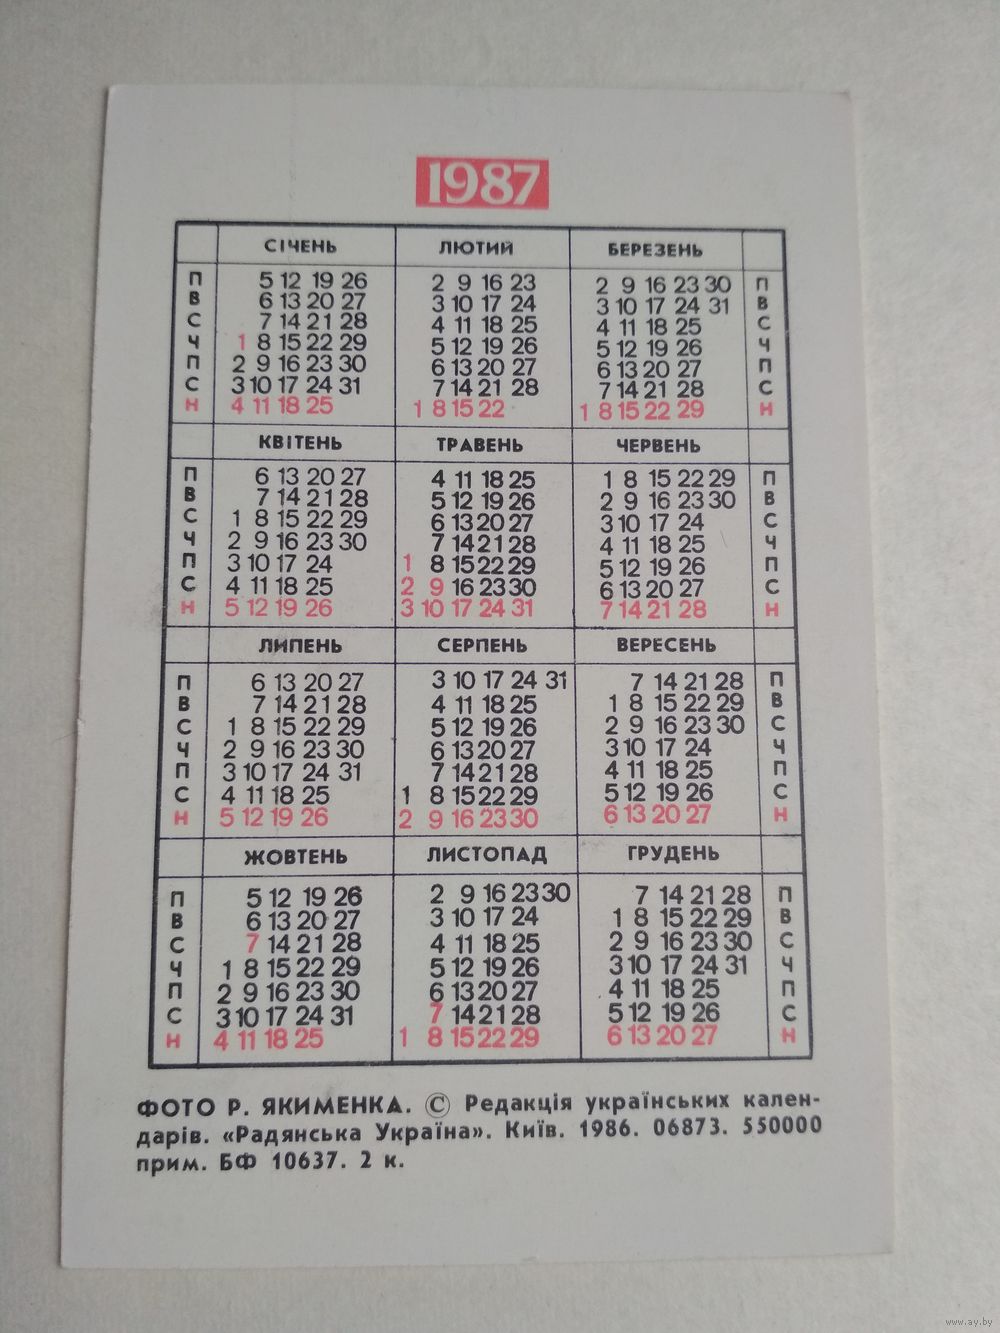 1987
СІЧЕНЬ ЛЮТИЙ БЕРЕЗЕНЬ
П 5 12 19 26 2 9 16 23 2 9 16 23 30 П
В 6 13 20 27 3 10 17 24 3 10 17 24 31 В
С 7 14 21 28 4 11 18 25 4 11 18 25 С
Ч 1 8 15 22 29 5 12 19 26 5 12 19 26 Ч
П 2 9 16 23 30 6 13 20 27 6 13 20 27 П
С 3 10 17 24 31 7 14 21 28 7 14 21 28 С
Н 4 11 18 25 1 8 15 22 1 8 15 22 29 Н
КВІТЕНЬ ТРАВЕНЬ ЧЕРВЕНЬ
П 6 13 20 27 4 11 18 25 1 8 15 22 29 П
В 7 14 21 28 5 12 19 26 2 9 16 23 30 В
С 1 8 15 22 29 6 13 20 27 3 10 17 24 С
Ч 2 9 16 23 30 7 14 21 28 4 11 18 25 Ч
П 3 10 17 24 1 8 15 22 29 5 12 19 26 П
С 4 11 18 25 2 9 16 23 30 6 13 20 27 С
Н 5 12 19 26 3 10 17 24 31 7 14 21 28 Н
ЛИПЕНЬ СЕРПЕНЬ ВЕРЕСЕНЬ
П 6 13 20 27 3 10 17 24 31 7 14 21 28 П
В 7 14 21 28 4 11 18 25 1 8 15 22 29 В
С 1 8 15 22 29 5 12 19 26 2 9 16 23 30 С
Ч 2 9 16 23 30 6 13 20 27 3 10 17 24 Ч
П 3 10 17 24 31 7 14 21 28 4 11 18 25 П
С 4 11 18 25 1 8 15 22 29 5 12 19 26 С
Н 5 12 19 26 2 9 16 23 30 6 13 20 27 Н
ЖОВТЕНЬ ЛИСТОПАД ГРУДЕНЬ
П 5 12 19 26 2 9 16 23 30 7 14 21 28 П
В 6 13 20 27 3 10 17 24 1 8 15 22 29 В
С 7 14 21 28 4 11 18 25 2 9 16 23 30 С
Ч 1 8 15 22 29 5 12 19 26 3 10 17 24 31 Ч
П 2 9 16 23 30 6 13 20 27 4 11 18 25 П
С 3 10 17 24 31 7 14 21 28 5 12 19 26 С
Н 4 11 18 25 1 8 15 22 29 6 13 20 27 Н
ФОТО Р. ЯКИМЕНКА. © Редакція українських кален-
дарів. «Радянська Україна». Київ. 1986. 06873. 550000
прим. БФ 10637. 2 к.
www.ay.by